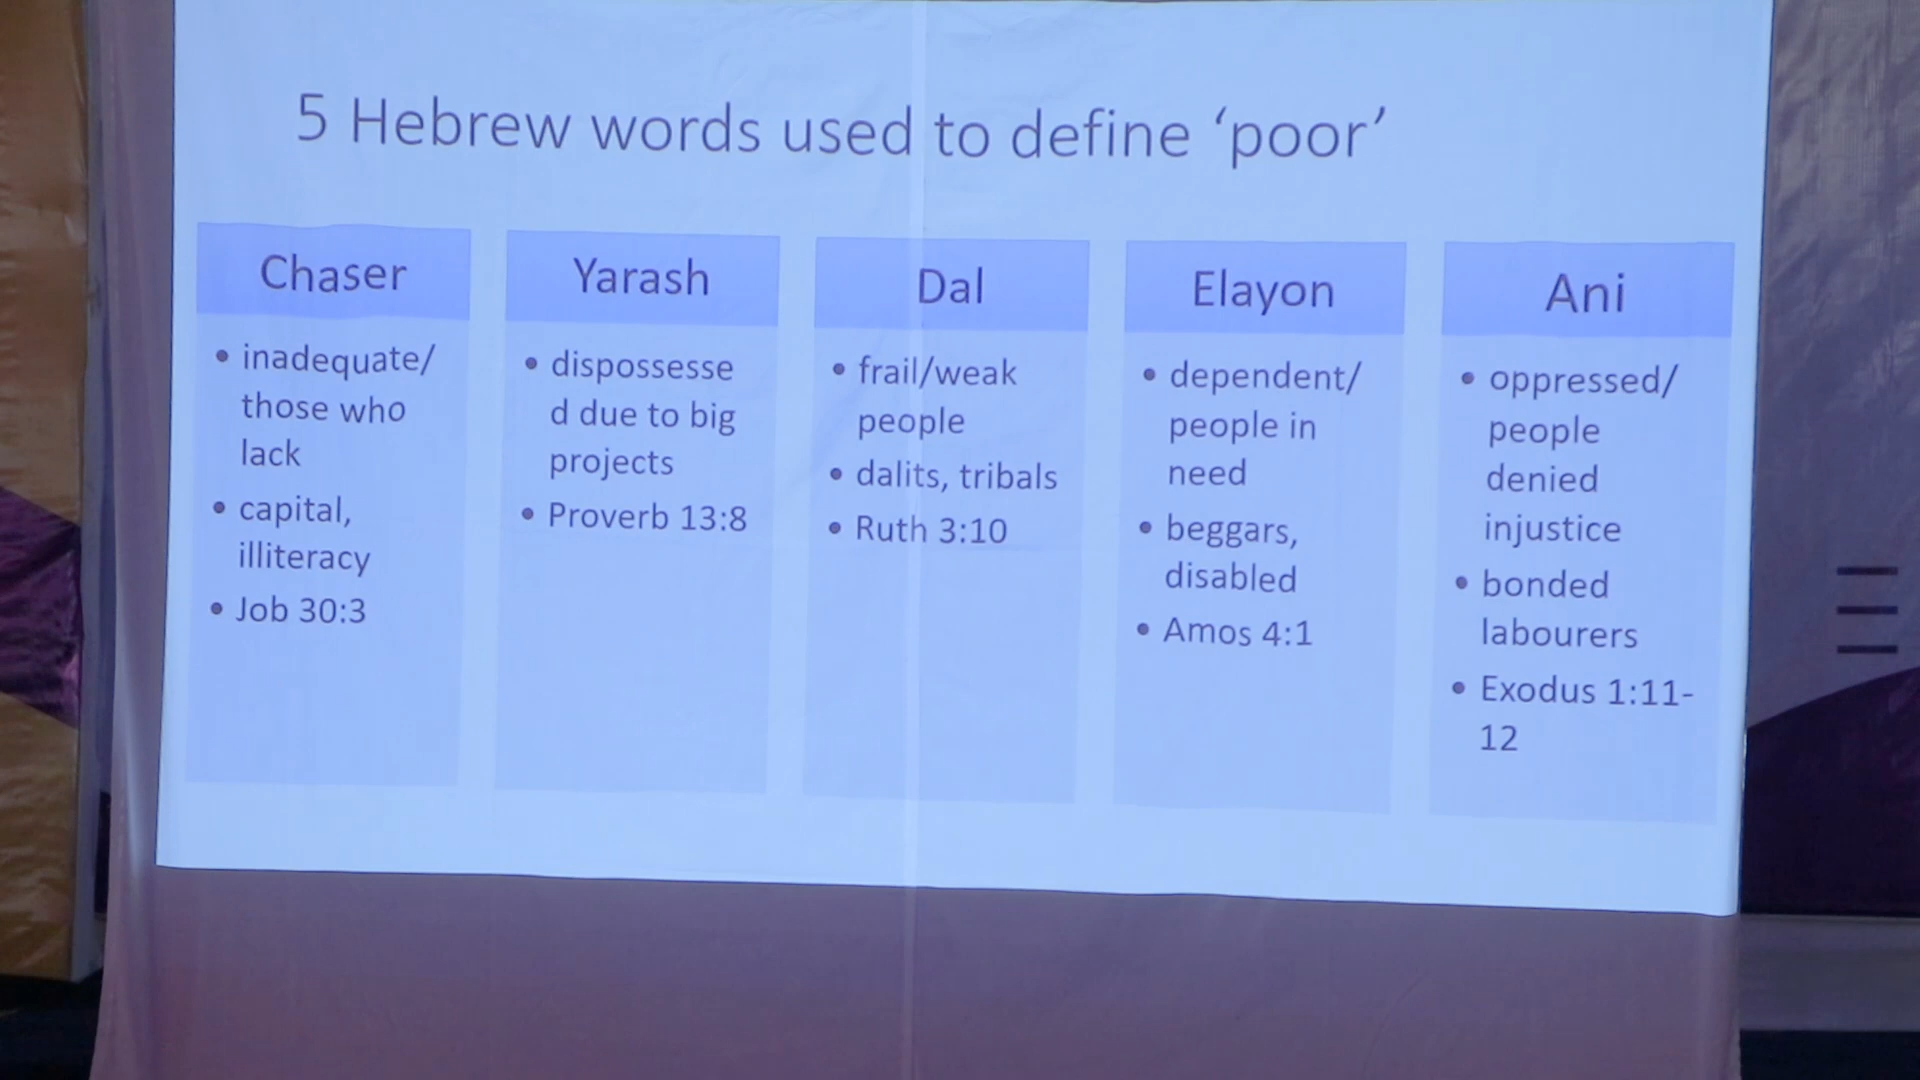 5 Hebrew words used to define ‘poor’
Chaser
• inadequate/
those who
lack
• capital,
illiteracy
• Job 30:3
Yarash
• dispossesse
d due to big
projects
• Proverb 13:8
Dal
• frail/weak
people
• dalits, tribals
• Ruth 3:10
Elayon
• dependent/
people in
need
• beggars,
disabled
• Amos 4:1
Ani
• oppressed/
people
denied
injustice
• bonded
labourers
• Exodus 1:11-
12